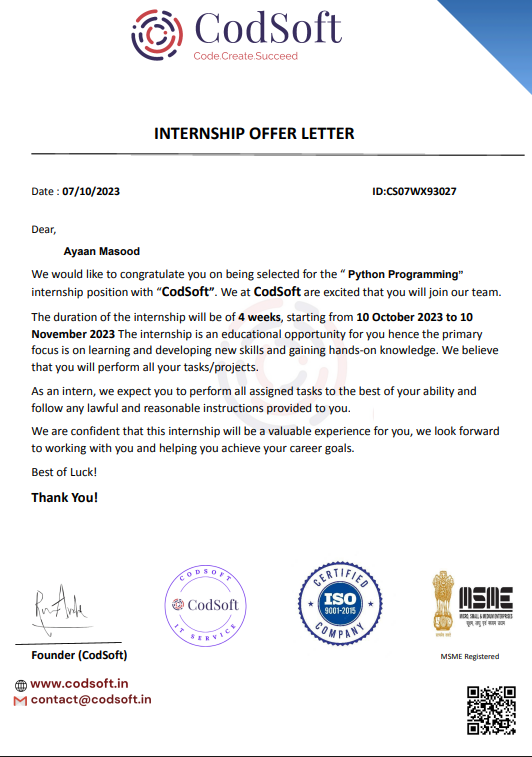 CodSoft
Code.Create.Succeed
INTERNSHIP OFFER LETTER
Date : 07/10/2023 ID:CS07WX93027
Dear,
Ayaan Masood
We would like to congratulate you on being selected for the “ Python Programming”
internship position with “CodSoft”. We at CodSoft are excited that you will join our team.
The duration of the internship will be of 4 weeks, starting from 10 October 2023 to 10
November 2023 The internship is an educational opportunity for you hence the primary
focus is on learning and developing new skills and gaining hands-on knowledge. We believe
that you will perform all your tasks/projects.
As an intern, we expect you to perform all assigned tasks to the best of your ability and
follow any lawful and reasonable instructions provided to you.
We are confident that this internship will be a valuable experience for you, we look forward
to working with you and helping you achieve your career goals.
Best of Luck!
Thank You!
CODSOFT
CodSoft
IT SERVICE
CERTIFIED
ISO
9001-2015
COMPANY
MSME
MICRO, SMALL & MEDIUM ENTERPRISES
सूक्ष्म, लघु एवं मध्यम उद्यम
Founder (CodSoft)
MSME Registered
www.codsoft.in
contact@codsoft.in